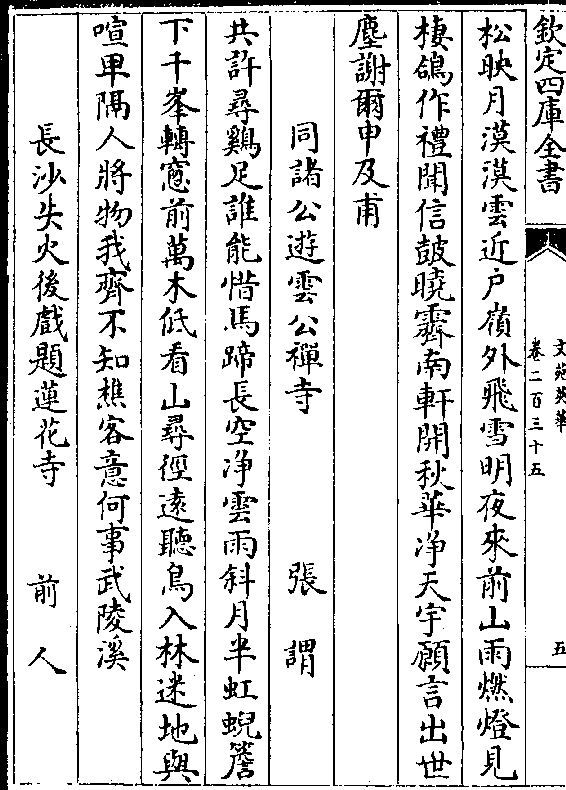 欽定四庫全書
文苑英華
卷二百三十五
五
松映月漠漠雲近户嶺外飛雪明夜來前山雨燃燈見
棲鴿作禮聞信鼓曉霽南軒開秋華净天宇願言出世
塵謝爾申及甫
同諸公遊雲公禪寺 張謂
共許尋鷄足誰能惜馬蹄長空净雲雨斜月半虹蜺簷
下千峯轉窻前萬木低看山尋徑遠聽鳥入林迷地與
喧卑隔人將物我齊不知樵客意何事武陵溪
長沙失火後戲題蓮花寺 前人